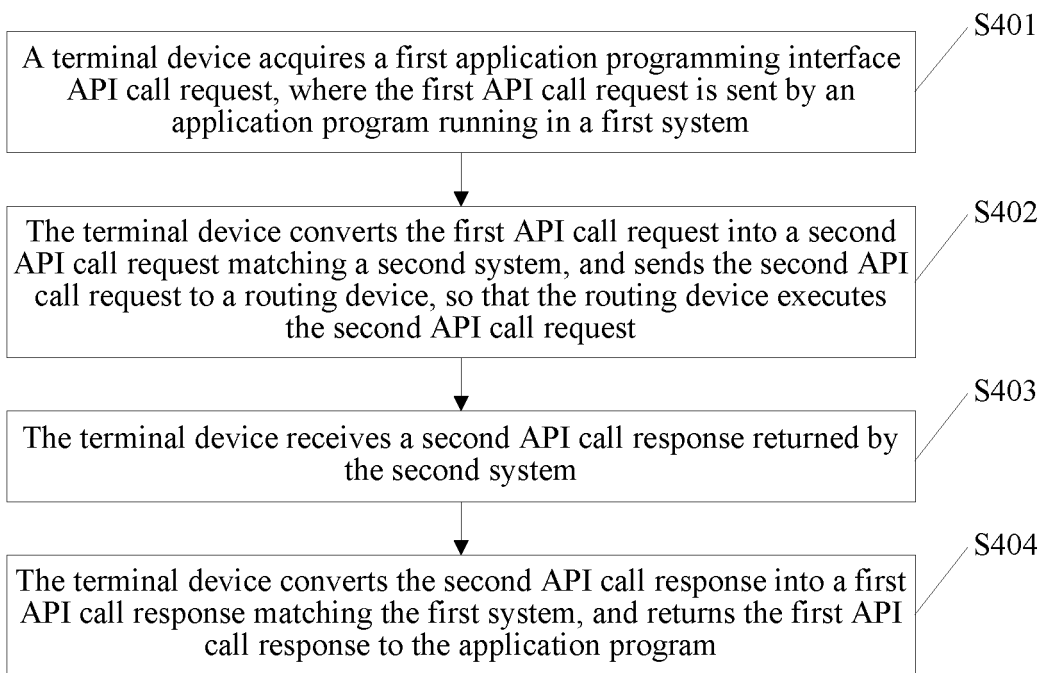 S401
A terminal device acquires a first application programming interface
API call request, where the first API call request is sent by an
application program running in a first system
S402
The terminal device converts the first API call request into a second
API call request matching a second system, and sends the second API
call request to a routing device, so that the routing device executes
the second API call request
S403
The terminal device receives a second API call response returned by
the second system
S404
The terminal device converts the second API call response into a first
API call response matching the first system, and returns the first API
call response to the application program